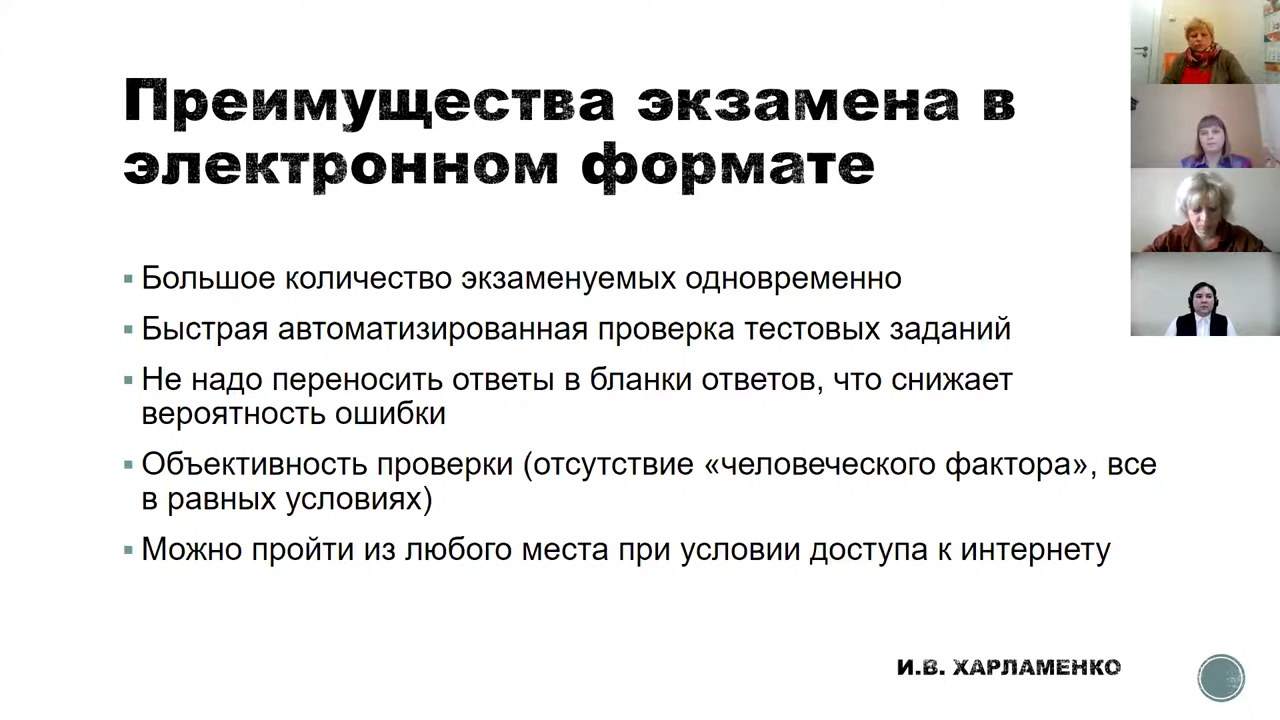 Преимущества экзамена в
электронном формате
Большое количество экзаменуемых одновременно
Быстрая автоматизированная проверка тестовых заданий
Не надо переносить ответы в бланки ответов, что снижает
вероятность ошибки
Объективность проверки (отсутствие «человеческого фактора», все
в равных условиях)
Можно пройти из любого места при условии доступа к интернету
И.В. ХАРЛАМЕНКО